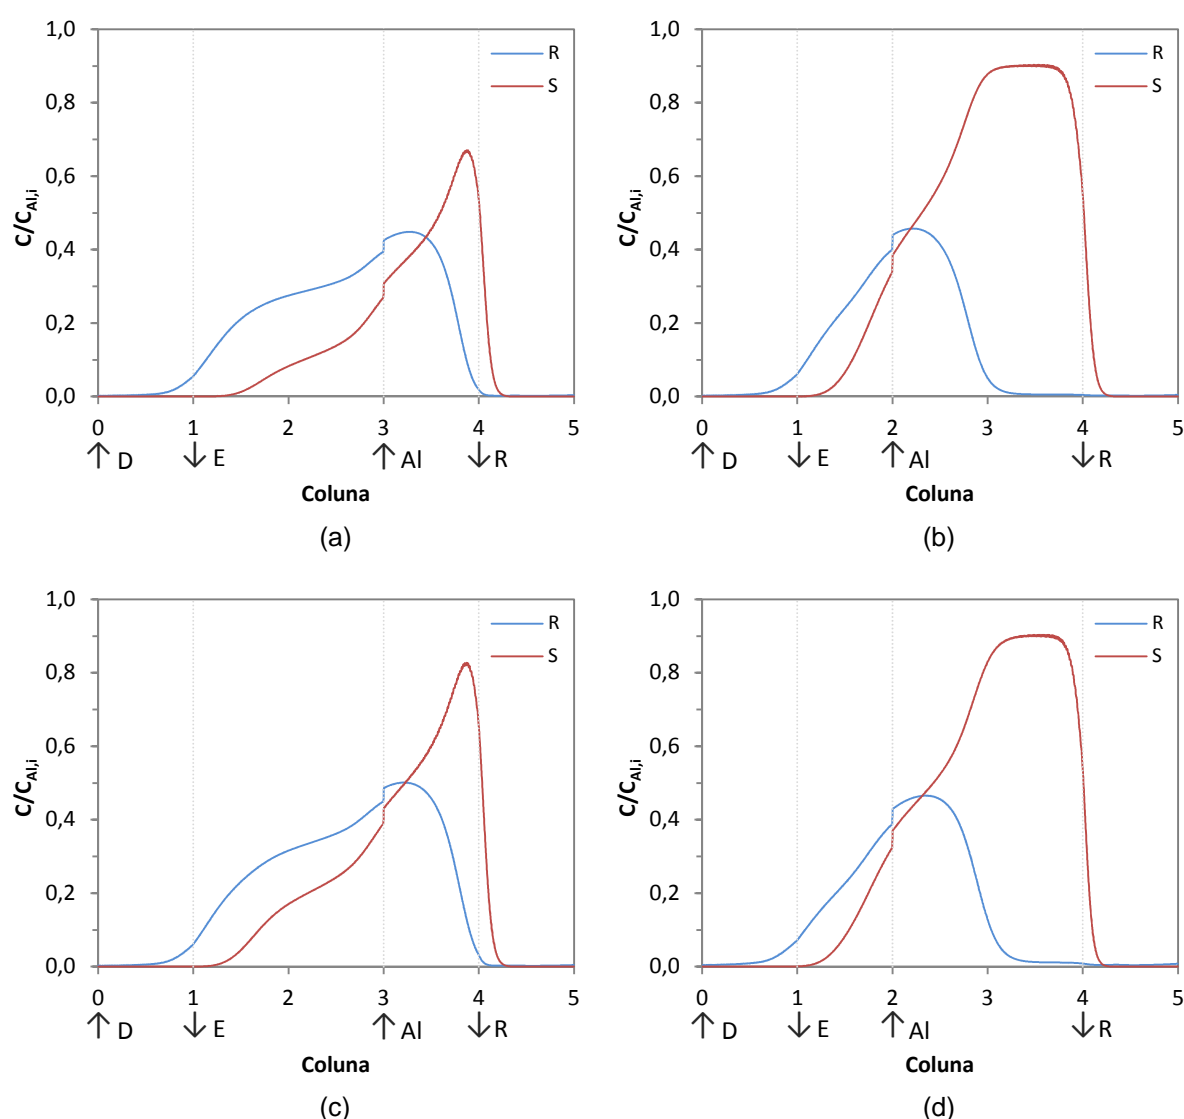 1,0
0,8
0,6
0,4
0,2
0,0
C/C_Al,i
R
S
0 1 2 3 4 5
↑ D ↓ E ↑ Al ↓ R
Coluna
(a)
1,0
0,8
0,6
0,4
0,2
0,0
C/C_Al,i
R
S
0 1 2 3 4 5
↑ D ↓ E ↑ Al ↓ R
Coluna
(b)
1,0
0,8
0,6
0,4
0,2
0,0
C/C_Al,i
R
S
0 1 2 3 4 5
↑ D ↓ E ↑ Al ↓ R
Coluna
(c)
1,0
0,8
0,6
0,4
0,2
0,0
C/C_Al,i
R
S
0 1 2 3 4 5
↑ D ↓ E ↑ Al ↓ R
Coluna
(d)